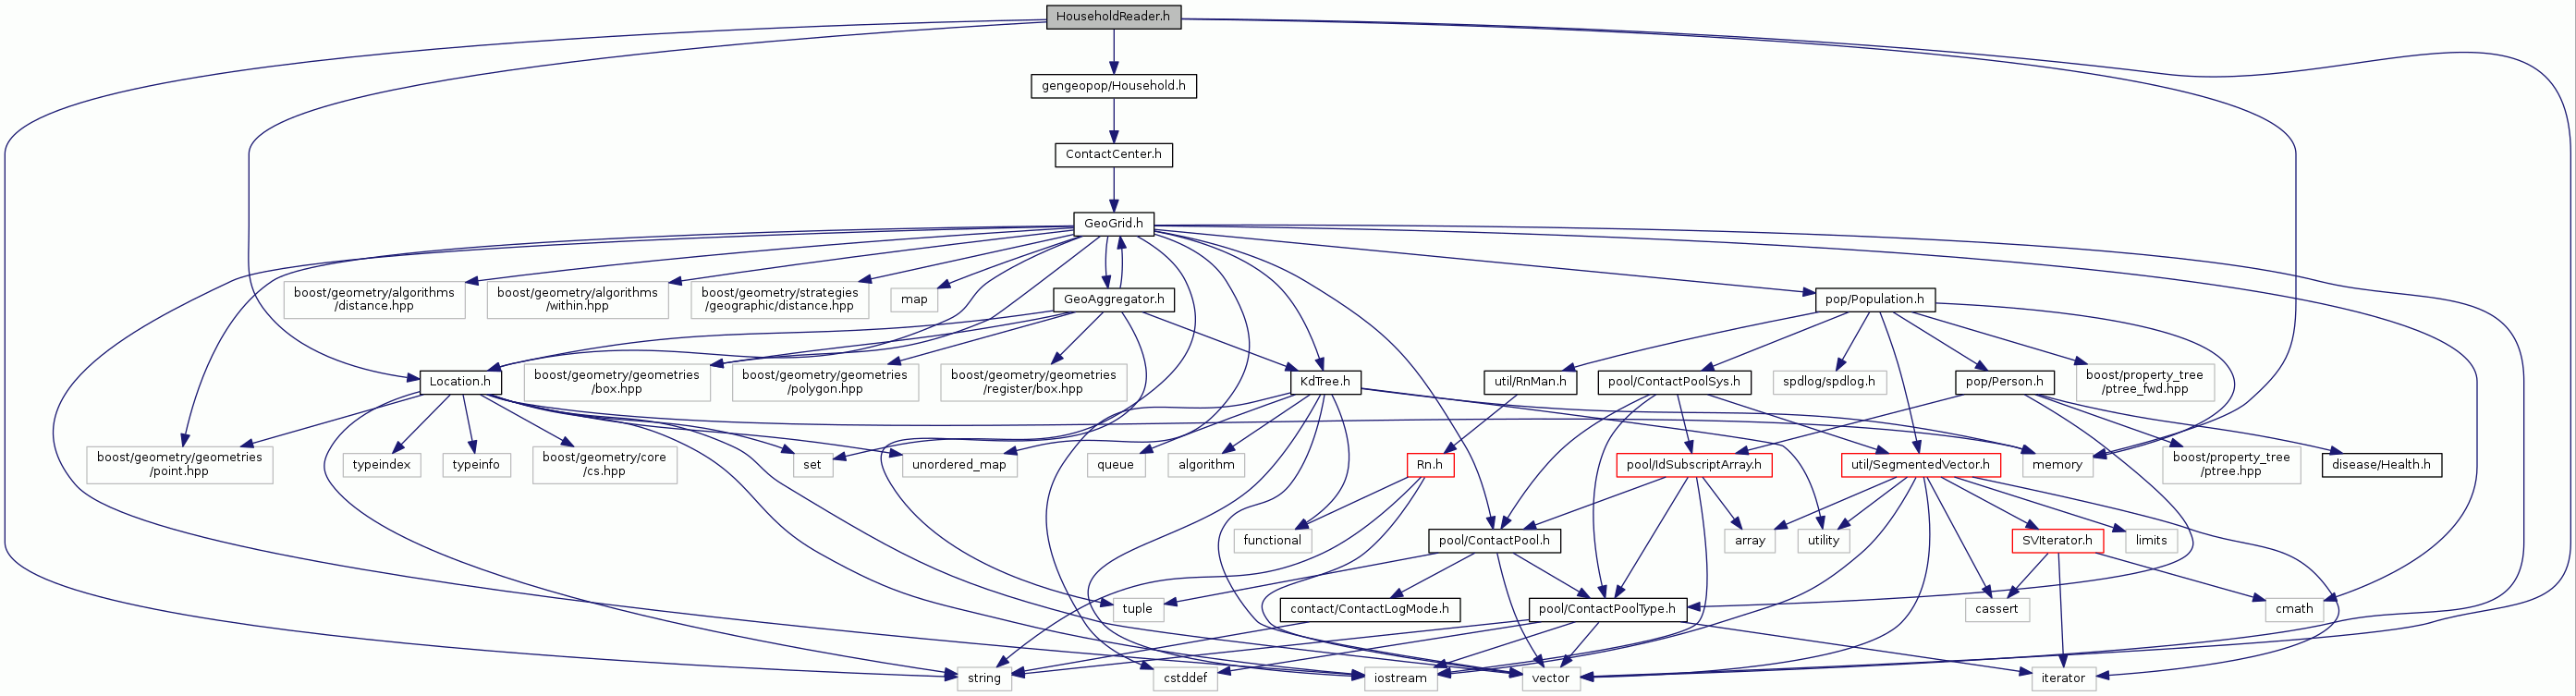 HouseholdReader.h
gengeopop/Household.h
ContactCenter.h
GeoGrid.h
boost/geometry/algorithms
/distance.hpp
boost/geometry/algorithms
/within.hpp
boost/geometry/strategies
/geographic/distance.hpp
map
GeoAggregator.h
pop/Population.h
Location.h
boost/geometry/geometries
/box.hpp
boost/geometry/geometries
/polygon.hpp
boost/geometry/geometries
/register/box.hpp
KdTree.h
util/RnMan.h
pool/ContactPoolSys.h
spdlog/spdlog.h
pop/Person.h
boost/property_tree
/ptree_fwd.hpp
boost/geometry/geometries
/point.hpp
typeindex
typeinfo
boost/geometry/core
/cs.hpp
set
unordered_map
queue
algorithm
Rn.h
pool/IdSubscriptArray.h
util/SegmentedVector.h
memory
boost/property_tree
/ptree.hpp
disease/Health.h
functional
pool/ContactPool.h
array
utility
SVIterator.h
limits
tuple
contact/ContactLogMode.h
pool/ContactPoolType.h
cassert
cmath
string
cstddef
iostream
vector
iterator